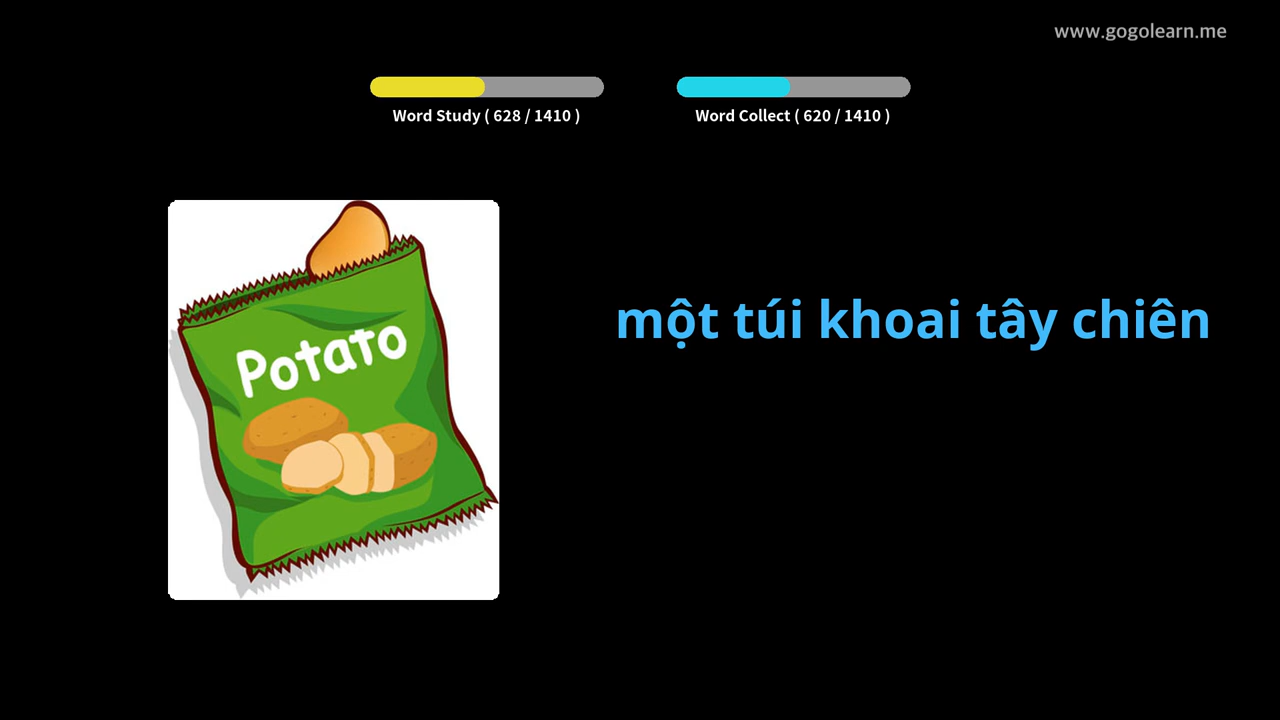 www.gogolearn.me
Word Study ( 628 / 1410 )
Word Collect ( 620 / 1410 )
Potato
một túi khoai tây chiên